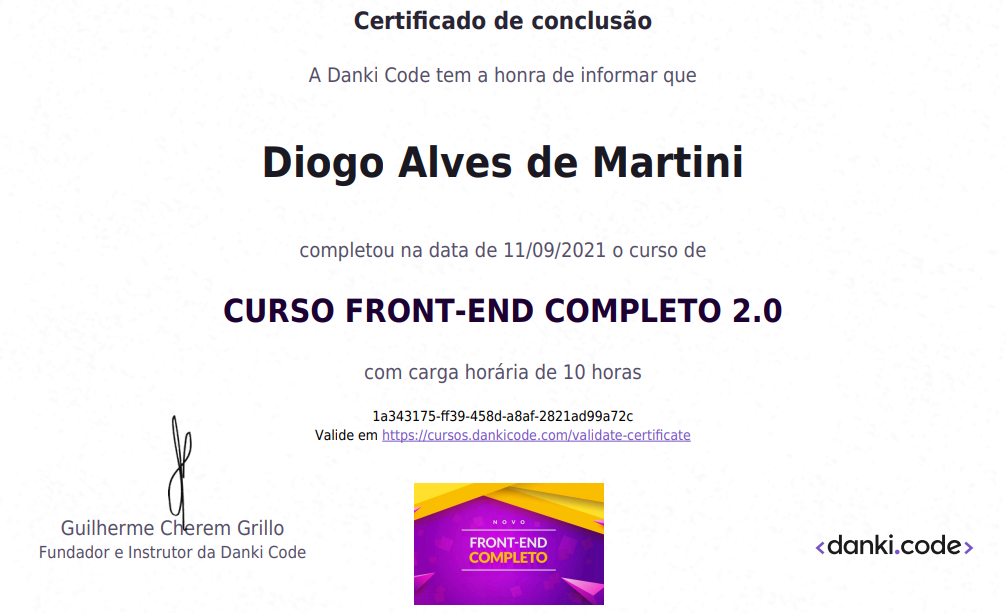 Certificado de conclusão
A Danki Code tem a honra de informar que
Diogo Alves de Martini
completou na data de 11/09/2021 o curso de
CURSO FRONT-END COMPLETO 2.0
com carga horária de 10 horas
1a343175-ff39-458d-a8af-2821ad99a72c
Valide em https://cursos.dankicode.com/validate-certificate
Guilherme Cherem Grillo
Fundador e Instrutor da Danki Code
NOVO
FRONT-END
COMPLETO
<danki.code>